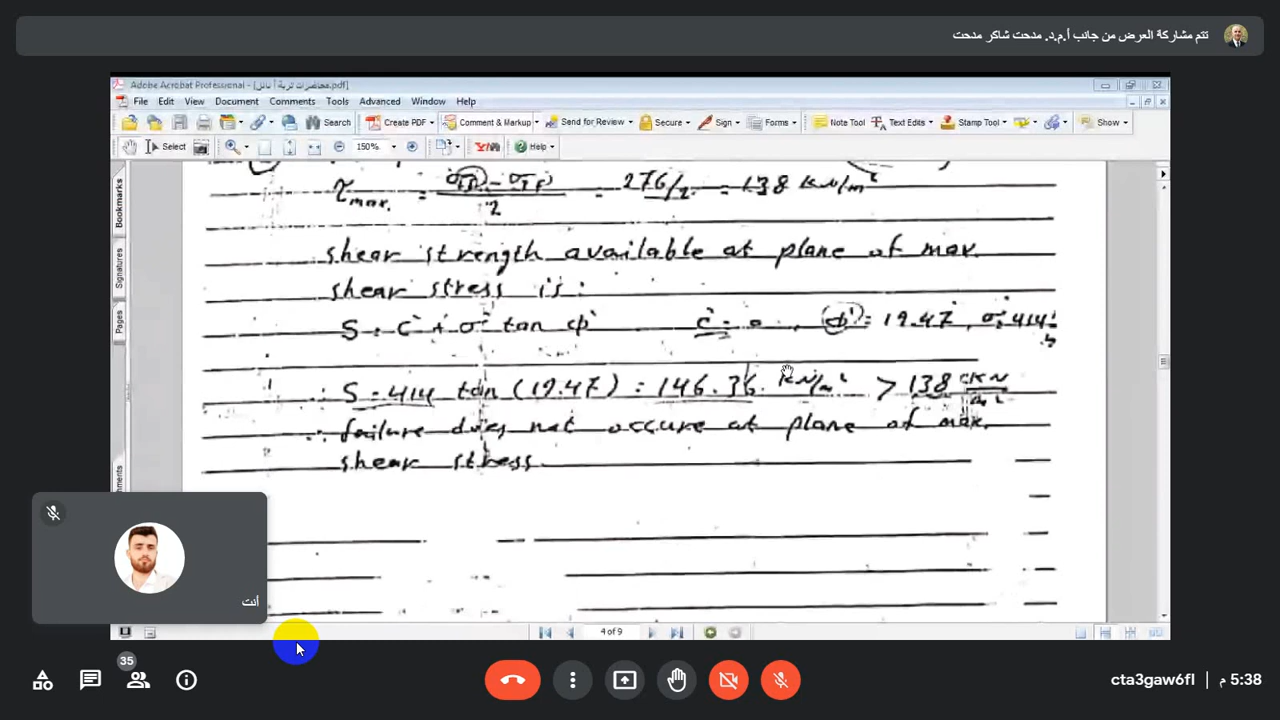 تتم مشاركة العرض من جانب أ.م.د. مدحت شاكر مدحت
Adobe Acrobat Professional - [محاضرات تربة أ نائل.pdf]
File Edit View Document Comments Tools Advanced Window Help
Search Create PDF Comment & Markup Send for Review Secure Sign Forms Note Tool Text Edits Stamp Tool Show
Select 150% Help
Bookmarks
Signatures
Pages
τmax. = = 276/2 = 138 kN/m²
2
shear strength available at plane of max.
shear stress is:
S = c' + σ' tan φ' c' = 0, φ' = 19.47, σ' = 414
∴ S = 414 tan (19.47) = 146.36 kN/m² > 138 kN/m²
∴ failure does not occure at plane of max.
shear stress
4 of 9
أنت
35
cta3gaw6fl | 5:38 م